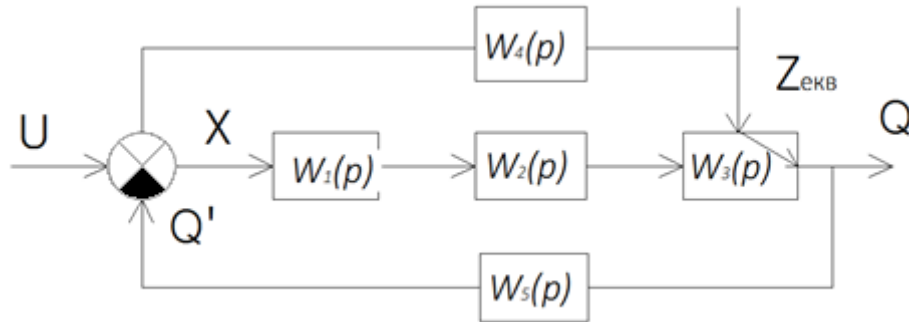 W₄(p)
Zекв
U
X
Q
W₁(p)
W₂(p)
W₃(p)
Q'
W₅(p)